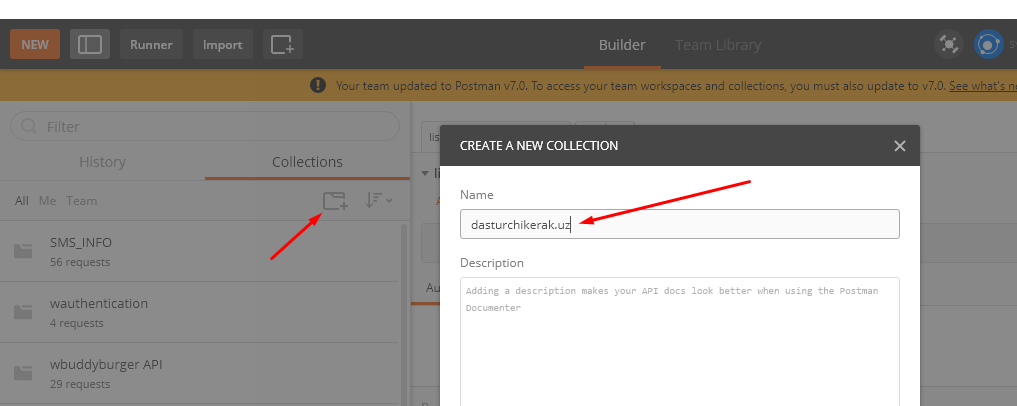 NEW Runner Import Builder Team Library
Your team updated to Postman v7.0. To access your team workspaces and collections, you must also update to v7.0. See what's
Filter
History Collections
All Me Team
SMS_INFO
56 requests
wauthentication
4 requests
wbuddyburger API
29 requests
CREATE A NEW COLLECTION
Name
dasturchikerak.uz
Description
Adding a description makes your API docs look better when using the Postman
Documenter